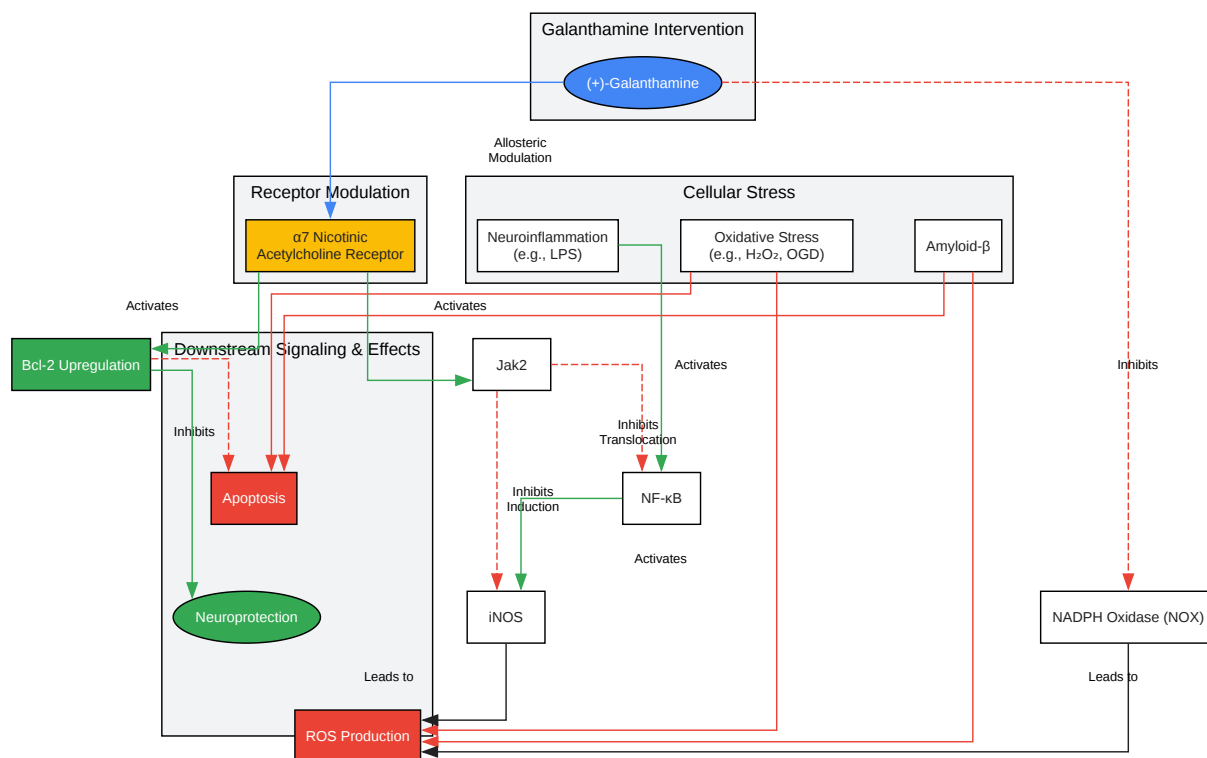 Galanthamine Intervention
(+)-Galanthamine
Allosteric
Modulation
Receptor Modulation
Cellular Stress
α7 Nicotinic
Acetylcholine Receptor
Neuroinflammation
(e.g., LPS)
Oxidative Stress
(e.g., H₂O₂, OGD)
Amyloid-β
Activates
Activates
Downstream Signaling & Effects
Bcl-2 Upregulation
Jak2
Activates
Inhibits
Inhibits
Inhibits
Translocation
Apoptosis
Inhibits
Induction
NF-κB
Activates
Neuroprotection
iNOS
NADPH Oxidase (NOX)
Leads to
Leads to
ROS Production